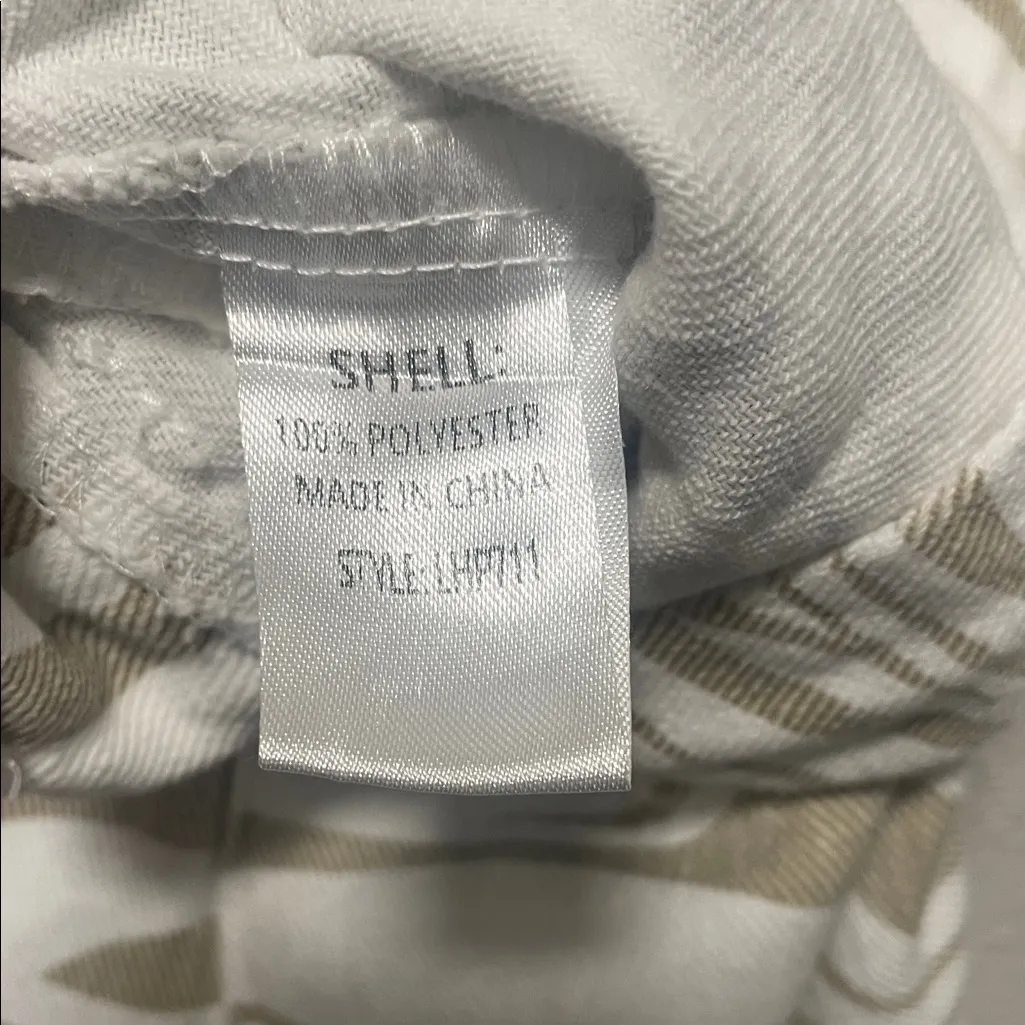 SHELL:
100% POLYESTER
MADE IN CHINA
STYLE: LHP711